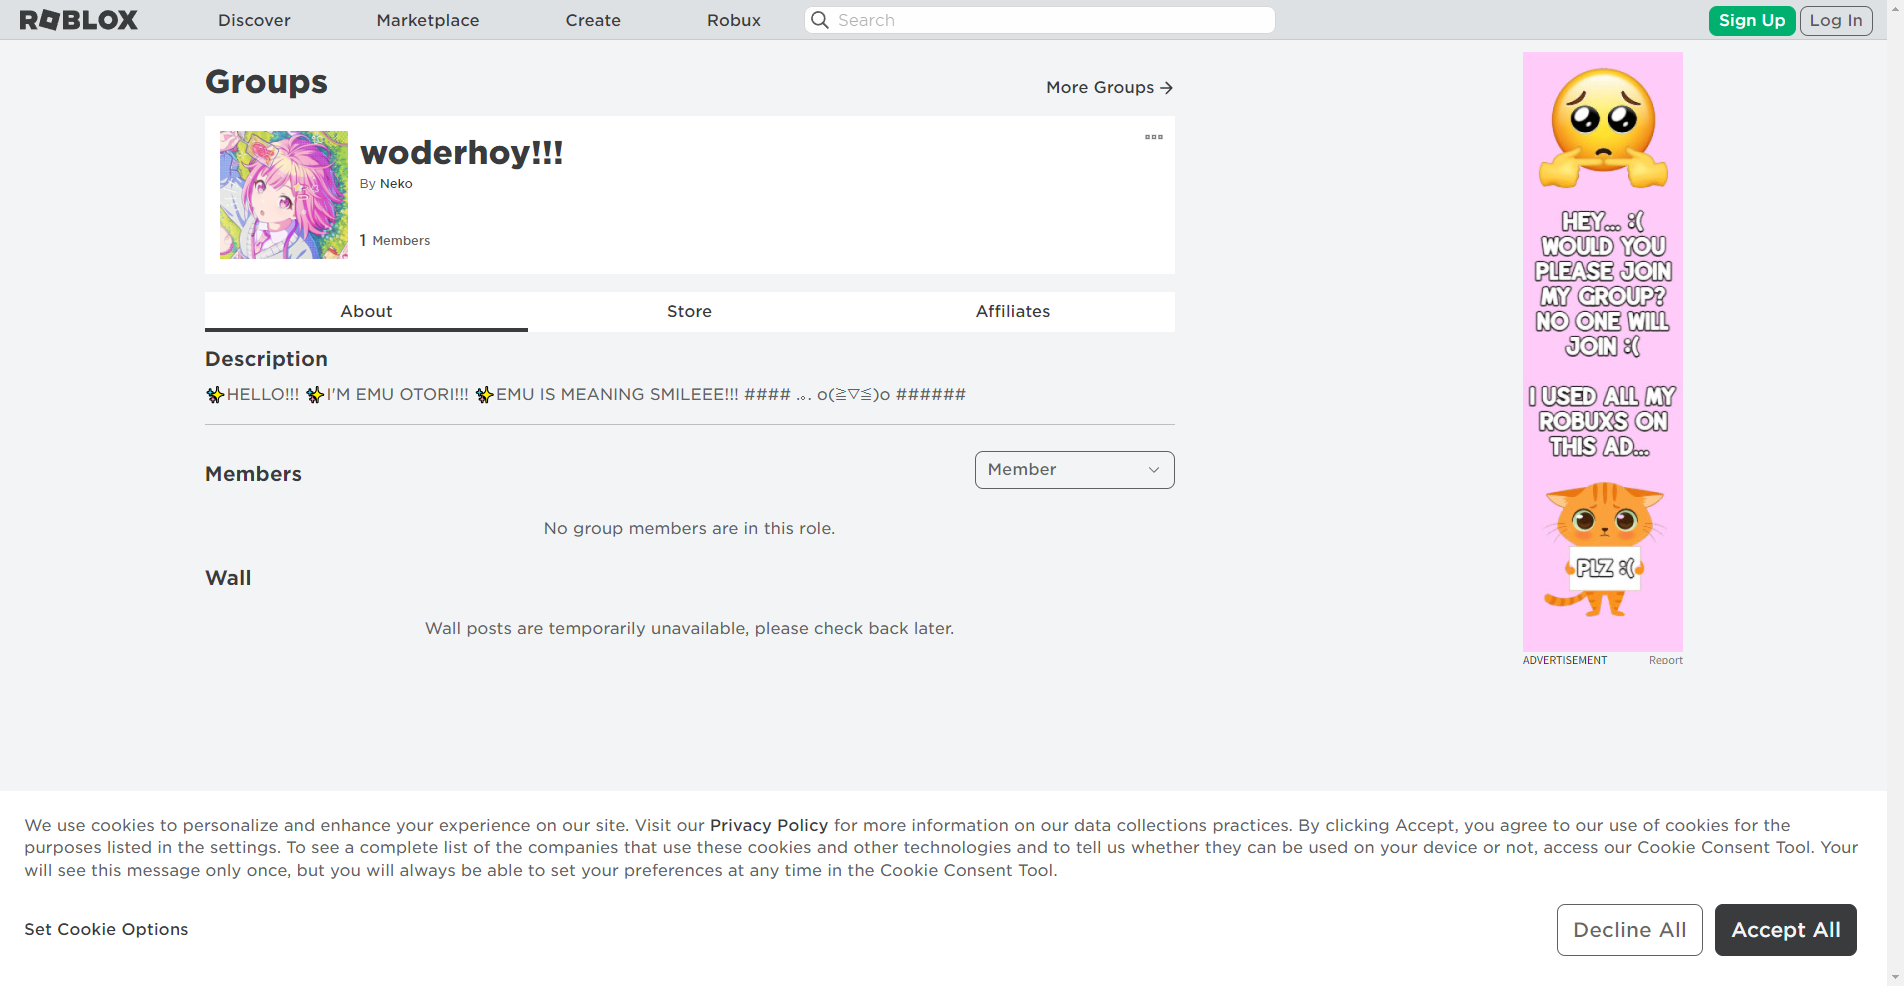 ROBLOX
Discover
Marketplace
Create
Robux
Search
Sign Up
Log In
Groups
More Groups →
woderhoy!!!
By Neko
1 Members
About
Store
Affiliates
Description
✨HELLO!!! ✨I'M EMU OTORI!!! ✨EMU IS MEANING SMILEEE!!! #### ..。. o(≧▽≦)o ######
Members
Member
No group members are in this role.
Wall
Wall posts are temporarily unavailable, please check back later.
HEY... :(
WOULD YOU
PLEASE JOIN
MY GROUP?
NO ONE WILL
JOIN :(
I USED ALL MY
ROBUXS ON
THIS AD...
PLZ :(
ADVERTISEMENT
Report
We use cookies to personalize and enhance your experience on our site. Visit our Privacy Policy for more information on our data collections practices. By clicking Accept, you agree to our use of cookies for the
purposes listed in the settings. To see a complete list of the companies that use these cookies and other technologies and to tell us whether they can be used on your device or not, access our Cookie Consent Tool. Your
will see this message only once, but you will always be able to set your preferences at any time in the Cookie Consent Tool.
Set Cookie Options
Decline All
Accept All